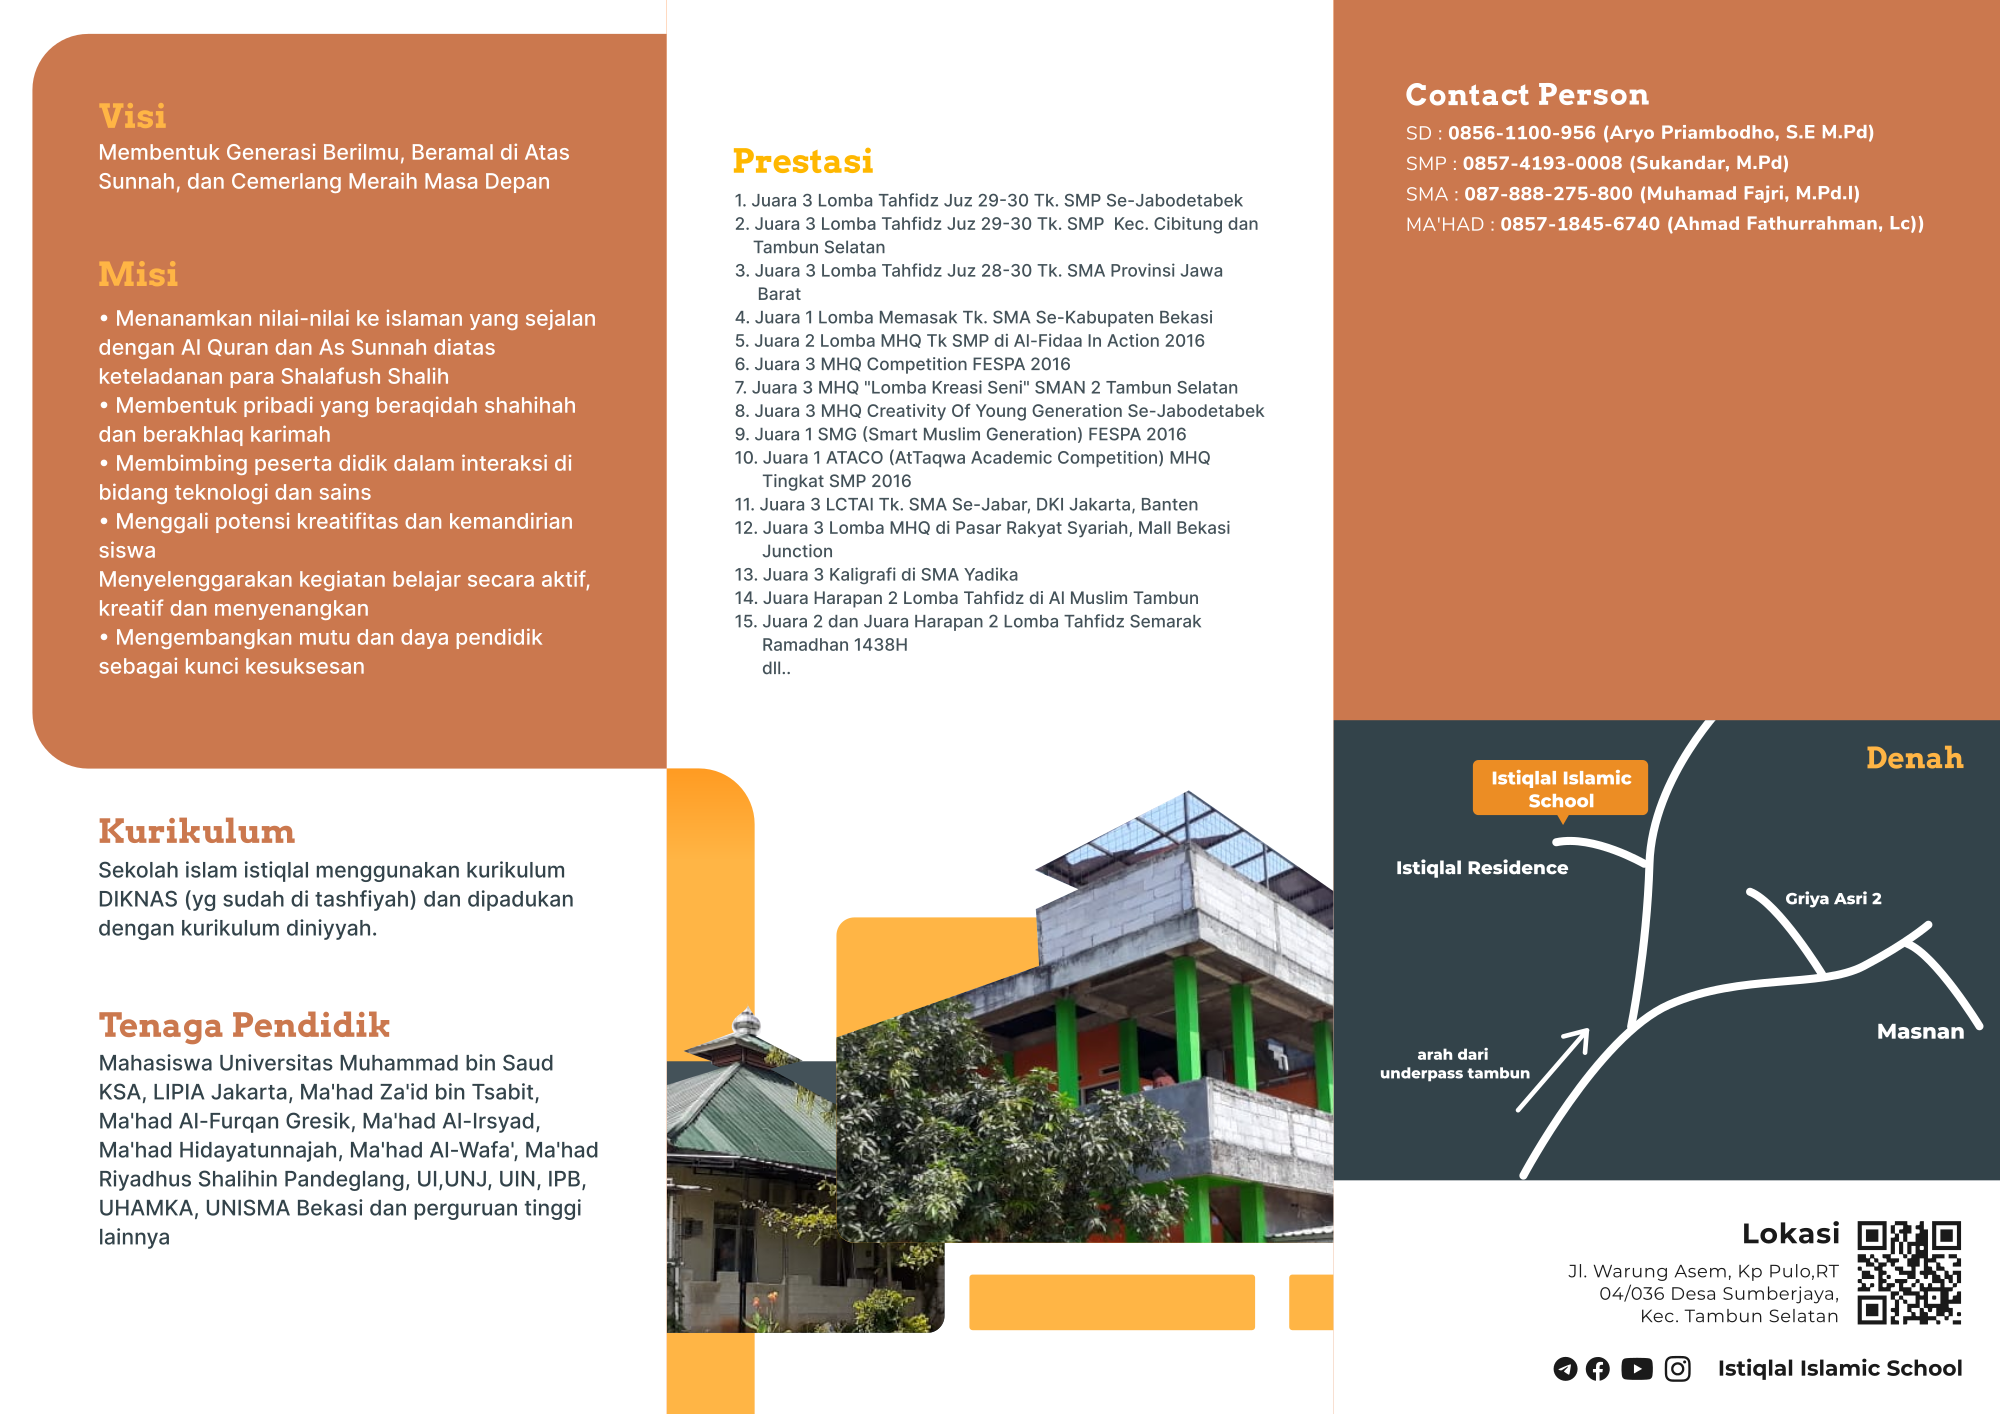 Visi
Membentuk Generasi Berilmu, Beramal di Atas
Sunnah, dan Cemerlang Meraih Masa Depan
Misi
• Menanamkan nilai-nilai ke islaman yang sejalan
dengan Al Quran dan As Sunnah diatas
keteladanan para Shalafush Shalih
• Membentuk pribadi yang beraqidah shahihah
dan berakhlaq karimah
• Membimbing peserta didik dalam interaksi di
bidang teknologi dan sains
• Menggali potensi kreatifitas dan kemandirian
siswa
Menyelenggarakan kegiatan belajar secara aktif,
kreatif dan menyenangkan
• Mengembangkan mutu dan daya pendidik
sebagai kunci kesuksesan
Kurikulum
Sekolah islam istiqlal menggunakan kurikulum
DIKNAS (yg sudah di tashfiyah) dan dipadukan
dengan kurikulum diniyyah.
Tenaga Pendidik
Mahasiswa Universitas Muhammad bin Saud
KSA, LIPIA Jakarta, Ma'had Za'id bin Tsabit,
Ma'had Al-Furqan Gresik, Ma'had Al-Irsyad,
Ma'had Hidayatunnajah, Ma'had Al-Wafa', Ma'had
Riyadhus Shalihin Pandeglang, UI,UNJ, UIN, IPB,
UHAMKA, UNISMA Bekasi dan perguruan tinggi
lainnya
Prestasi
1. Juara 3 Lomba Tahfidz Juz 29-30 Tk. SMP Se-Jabodetabek
2. Juara 3 Lomba Tahfidz Juz 29-30 Tk. SMP  Kec. Cibitung dan
Tambun Selatan
3. Juara 3 Lomba Tahfidz Juz 28-30 Tk. SMA Provinsi Jawa
Barat
4. Juara 1 Lomba Memasak Tk. SMA Se-Kabupaten Bekasi
5. Juara 2 Lomba MHQ Tk SMP di Al-Fidaa In Action 2016
6. Juara 3 MHQ Competition FESPA 2016
7. Juara 3 MHQ "Lomba Kreasi Seni" SMAN 2 Tambun Selatan
8. Juara 3 MHQ Creativity Of Young Generation Se-Jabodetabek
9. Juara 1 SMG (Smart Muslim Generation) FESPA 2016
10. Juara 1 ATACO (AtTaqwa Academic Competition) MHQ
Tingkat SMP 2016
11. Juara 3 LCTAI Tk. SMA Se-Jabar, DKI Jakarta, Banten
12. Juara 3 Lomba MHQ di Pasar Rakyat Syariah, Mall Bekasi
Junction
13. Juara 3 Kaligrafi di SMA Yadika
14. Juara Harapan 2 Lomba Tahfidz di Al Muslim Tambun
15. Juara 2 dan Juara Harapan 2 Lomba Tahfidz Semarak
Ramadhan 1438H
dll..
Contact Person
SD : 0856-1100-956 (Aryo Priambodho, S.E M.Pd)
SMP : 0857-4193-0008 (Sukandar, M.Pd)
SMA : 087-888-275-800 (Muhamad Fajri, M.Pd.I)
MA'HAD : 0857-1845-6740 (Ahmad Fathurrahman, Lc))
Denah
Istiqlal Islamic
School
Istiqlal Residence
Griya Asri 2
Masnan
arah dari
underpass tambun
Lokasi
Jl. Warung Asem, Kp Pulo,RT
04/036 Desa Sumberjaya,
Kec. Tambun Selatan
Istiqlal Islamic School